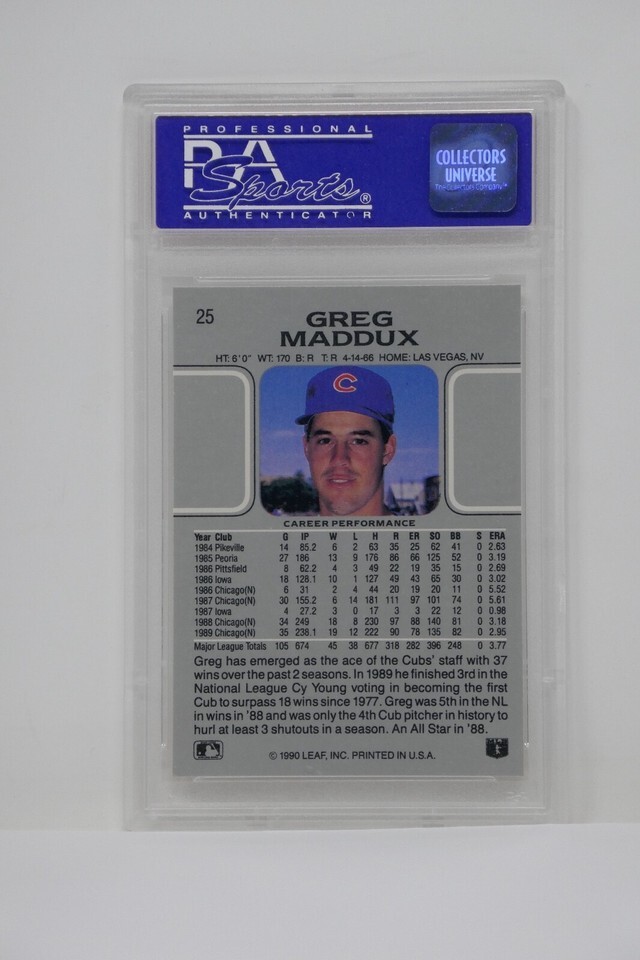 PROFESSIONAL
PSA
Sports®
AUTHENTICATOR
COLLECTORS
UNIVERSE
The Collectors Company™
25
GREG
MADDUX
HT: 6'0" WT: 170 B: R T: R 4-14-66 HOME: LAS VEGAS, NV
C
CAREER PERFORMANCE
Year Club G IP W L H R ER SO BB S ERA
1984 Pikeville 14 85.2 6 2 63 35 25 62 41 0 2.63
1985 Peoria 27 186 13 9 176 86 66 125 52 0 3.19
1986 Pittsfield 8 62.2 4 3 49 22 19 35 15 0 2.69
1986 Iowa 18 128.1 10 1 127 49 43 65 30 0 3.02
1986 Chicago(N) 6 31 2 4 44 20 19 20 11 0 5.52
1987 Chicago(N) 30 155.2 6 14 181 111 97 101 74 0 5.61
1987 Iowa 4 27.2 3 0 17 3 3 22 12 0 0.98
1988 Chicago(N) 34 249 18 8 230 97 88 140 81 0 3.18
1989 Chicago(N) 35 238.1 19 12 222 90 78 135 82 0 2.95
Major League Totals 105 674 45 38 677 318 282 396 248 0 3.77
Greg has emerged as the ace of the Cubs' staff with 37
wins over the past 2 seasons. In 1989 he finished 3rd in the
National League Cy Young voting in becoming the first
Cub to surpass 18 wins since 1977. Greg was 5th in the NL
in wins in '88 and was only the 4th Cub pitcher in history to
hurl at least 3 shutouts in a season. An All Star in '88.
© 1990 LEAF, INC. PRINTED IN U.S.A.